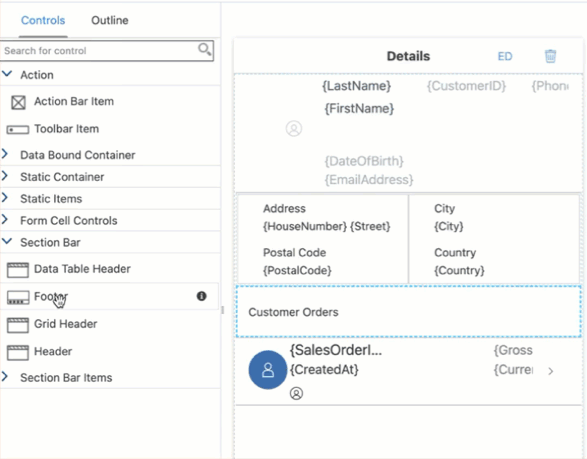 Controls Outline
Search for control
Action
Action Bar Item
Toolbar Item
Data Bound Container
Static Container
Static Items
Form Cell Controls
Section Bar
Data Table Header
Footer
Grid Header
Header
Section Bar Items
Details ED
{LastName} {CustomerID} {Phon
{FirstName}
{DateOfBirth}
{EmailAddress}
Address City
{HouseNumber} {Street} {City}
Postal Code Country
{PostalCode} {Country}
Customer Orders
{SalesOrderI... {Gross
{CreatedAt} {Curre